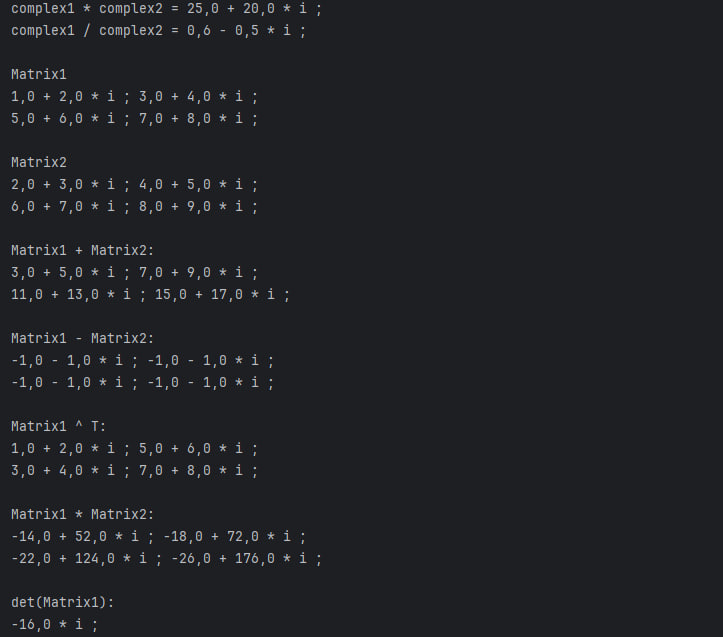 complex1 * complex2 = 25,0 + 20,0 * i ;
complex1 / complex2 = 0,6 - 0,5 * i ;
Matrix1
1,0 + 2,0 * i ; 3,0 + 4,0 * i ;
5,0 + 6,0 * i ; 7,0 + 8,0 * i ;
Matrix2
2,0 + 3,0 * i ; 4,0 + 5,0 * i ;
6,0 + 7,0 * i ; 8,0 + 9,0 * i ;
Matrix1 + Matrix2:
3,0 + 5,0 * i ; 7,0 + 9,0 * i ;
11,0 + 13,0 * i ; 15,0 + 17,0 * i ;
Matrix1 - Matrix2:
-1,0 - 1,0 * i ; -1,0 - 1,0 * i ;
-1,0 - 1,0 * i ; -1,0 - 1,0 * i ;
Matrix1 ^ T:
1,0 + 2,0 * i ; 5,0 + 6,0 * i ;
3,0 + 4,0 * i ; 7,0 + 8,0 * i ;
Matrix1 * Matrix2:
-14,0 + 52,0 * i ; -18,0 + 72,0 * i ;
-22,0 + 124,0 * i ; -26,0 + 176,0 * i ;
det(Matrix1):
-16,0 * i ;